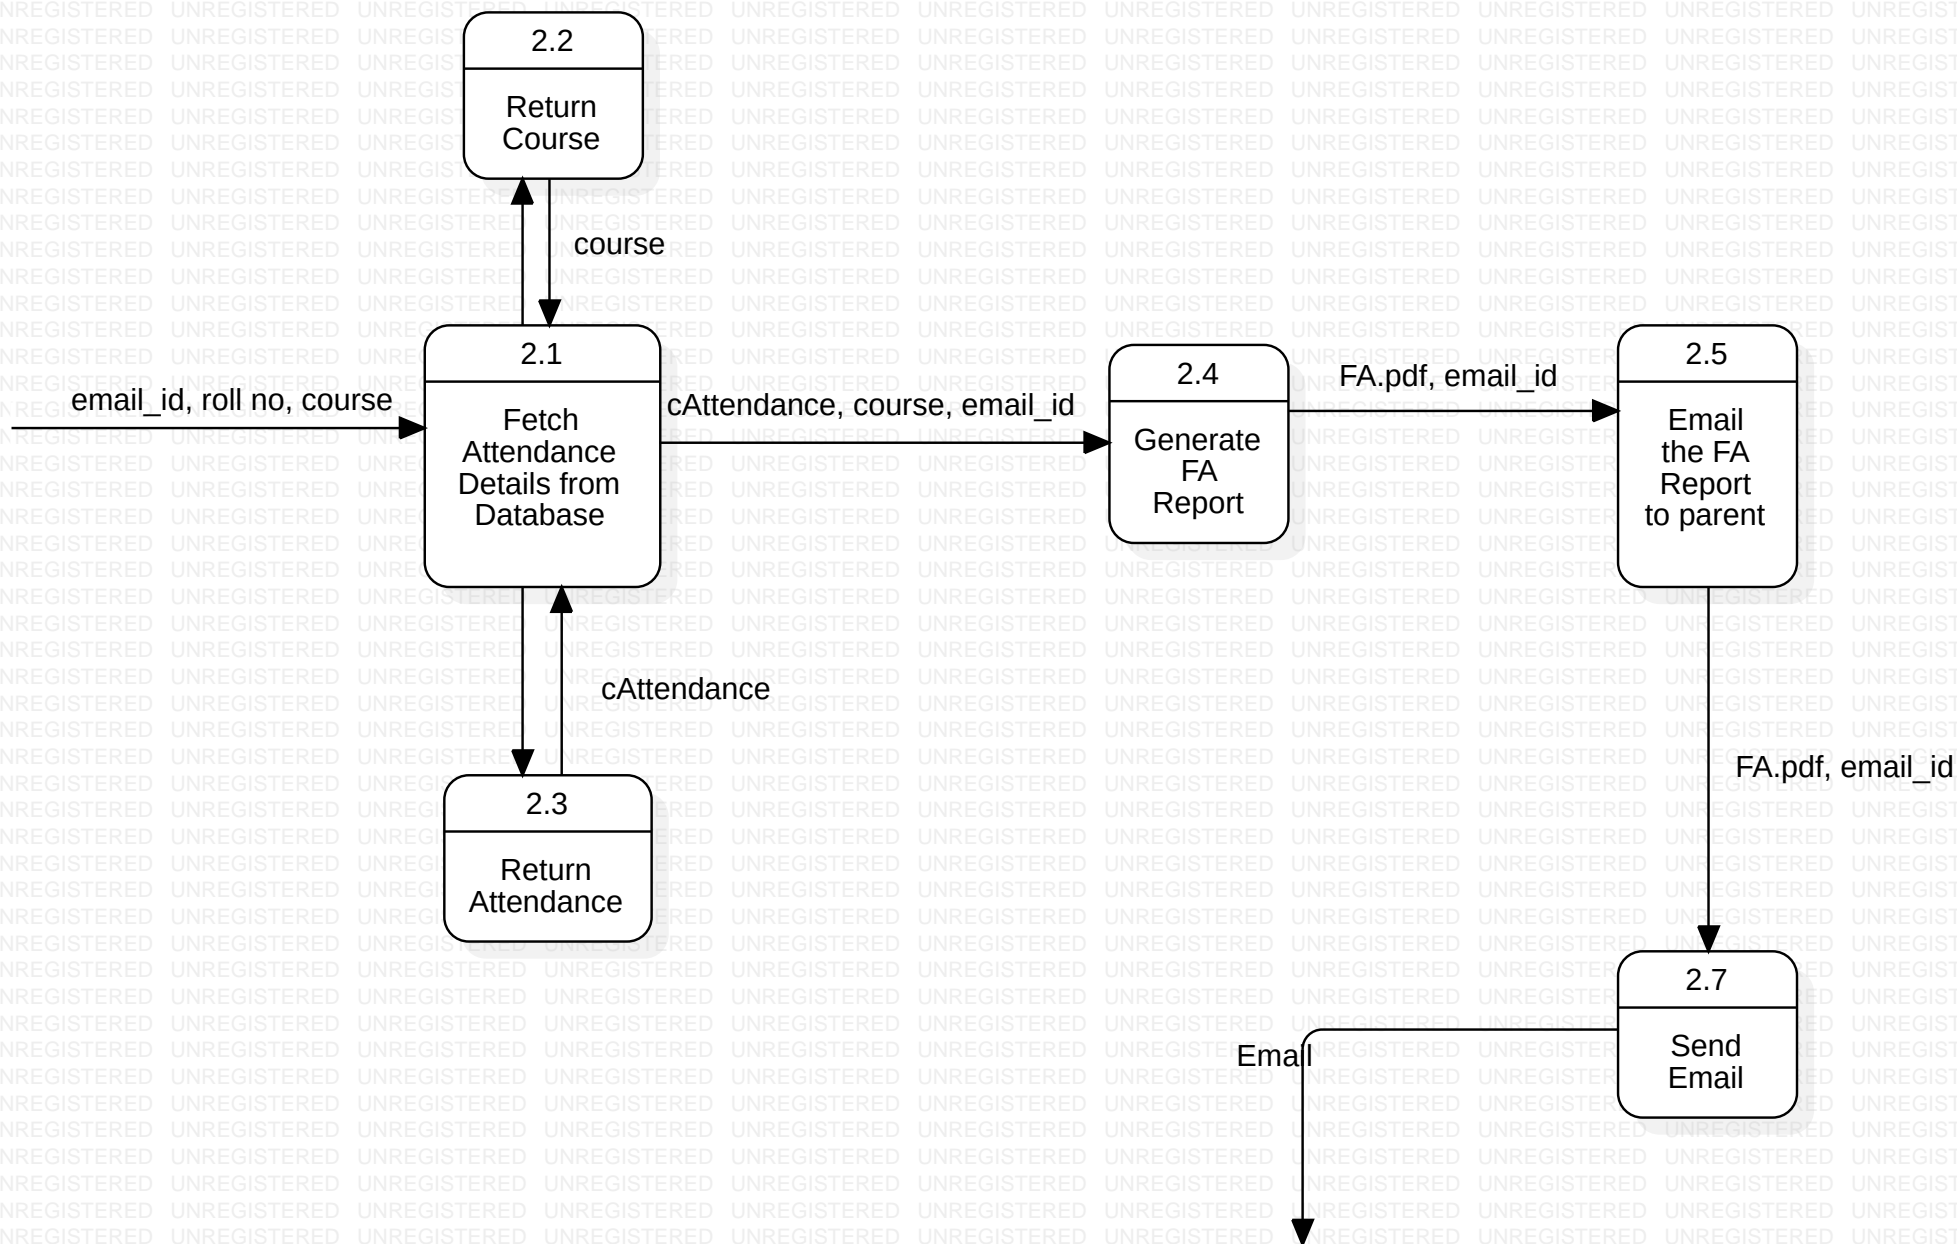 2.2
Return
Course
course
2.1
Fetch
Attendance
Details from
Database
email_id, roll no, course
cAttendance, course, email_id
2.4
Generate
FA
Report
FA.pdf, email_id
2.5
Email
the FA
Report
to parent
cAttendance
2.3
Return
Attendance
FA.pdf, email_id
2.7
Send
Email
Email
UNREGISTERED